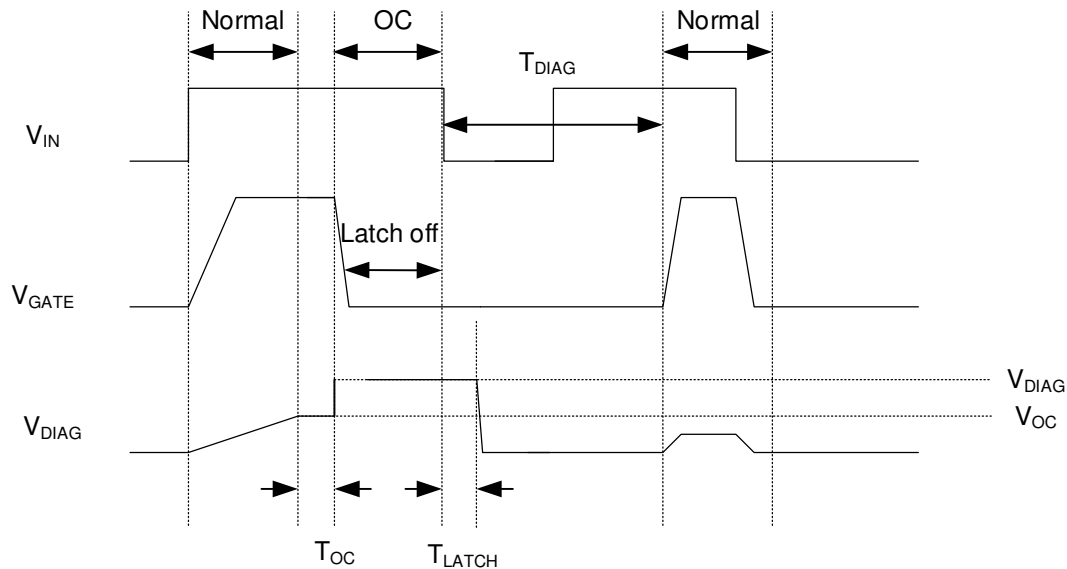 Normal
OC
Normal
T_DIAG
V_IN
Latch off
V_GATE
V_DIAG
V_OC
V_DIAG
T_OC
T_LATCH